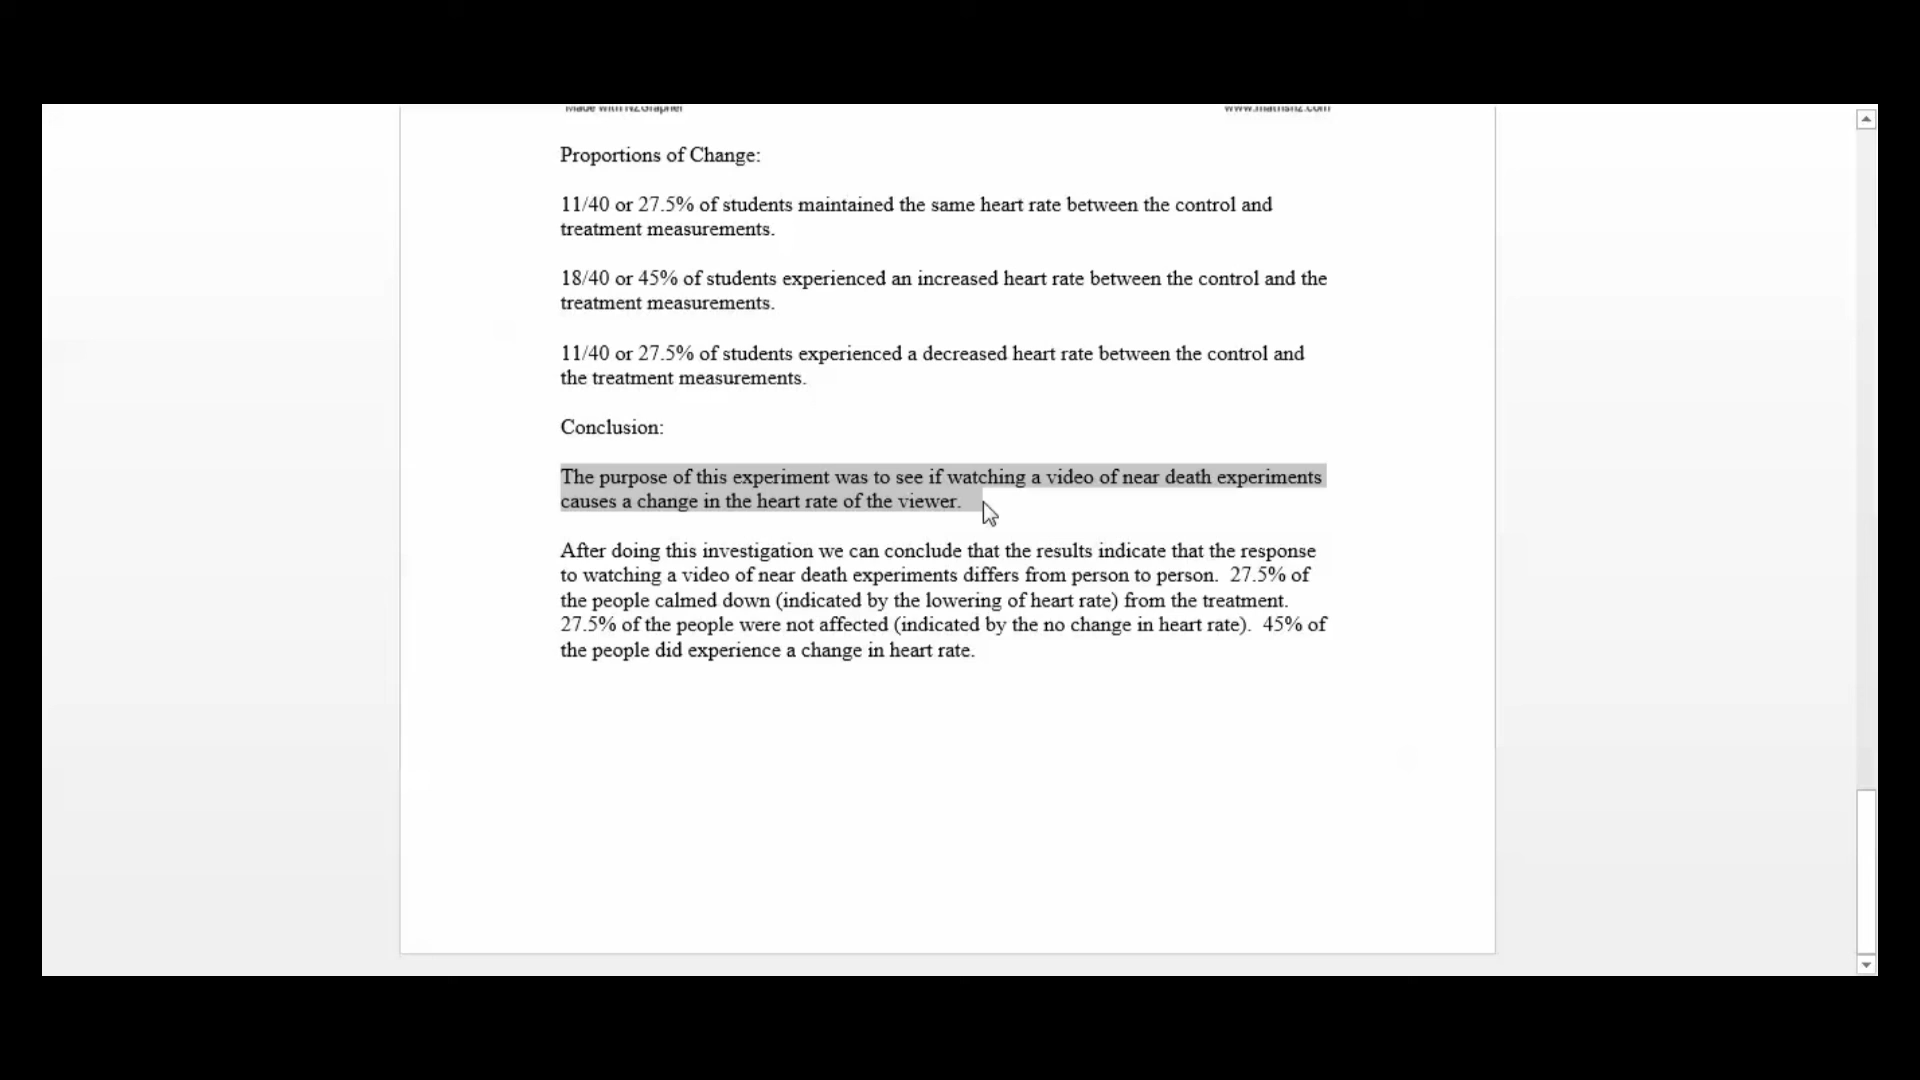 Made with NZGrapher
www.mathsnz.com
Proportions of Change:
11/40 or 27.5% of students maintained the same heart rate between the control and
treatment measurements.
18/40 or 45% of students experienced an increased heart rate between the control and the
treatment measurements.
11/40 or 27.5% of students experienced a decreased heart rate between the control and
the treatment measurements.
Conclusion:
The purpose of this experiment was to see if watching a video of near death experiments
causes a change in the heart rate of the viewer.
After doing this investigation we can conclude that the results indicate that the response
to watching a video of near death experiments differs from person to person. 27.5% of
the people calmed down (indicated by the lowering of heart rate) from the treatment.
27.5% of the people were not affected (indicated by the no change in heart rate). 45% of
the people did experience a change in heart rate.